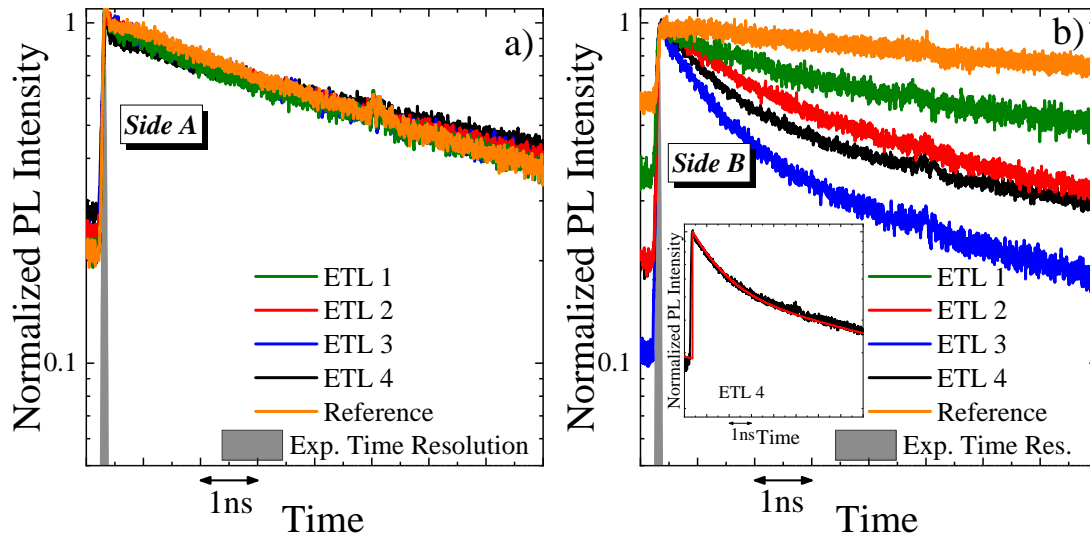 1
0.1
Normalized PL Intensity
a)
Side A
ETL 1
ETL 2
ETL 3
ETL 4
Reference
Exp. Time Resolution
1ns
Time
1
0.1
Normalized PL Intensity
b)
Side B
Normalized PL Intensity
ETL 4
1ns
Time
ETL 1
ETL 2
ETL 3
ETL 4
Reference
Exp. Time Res.
1ns
Time